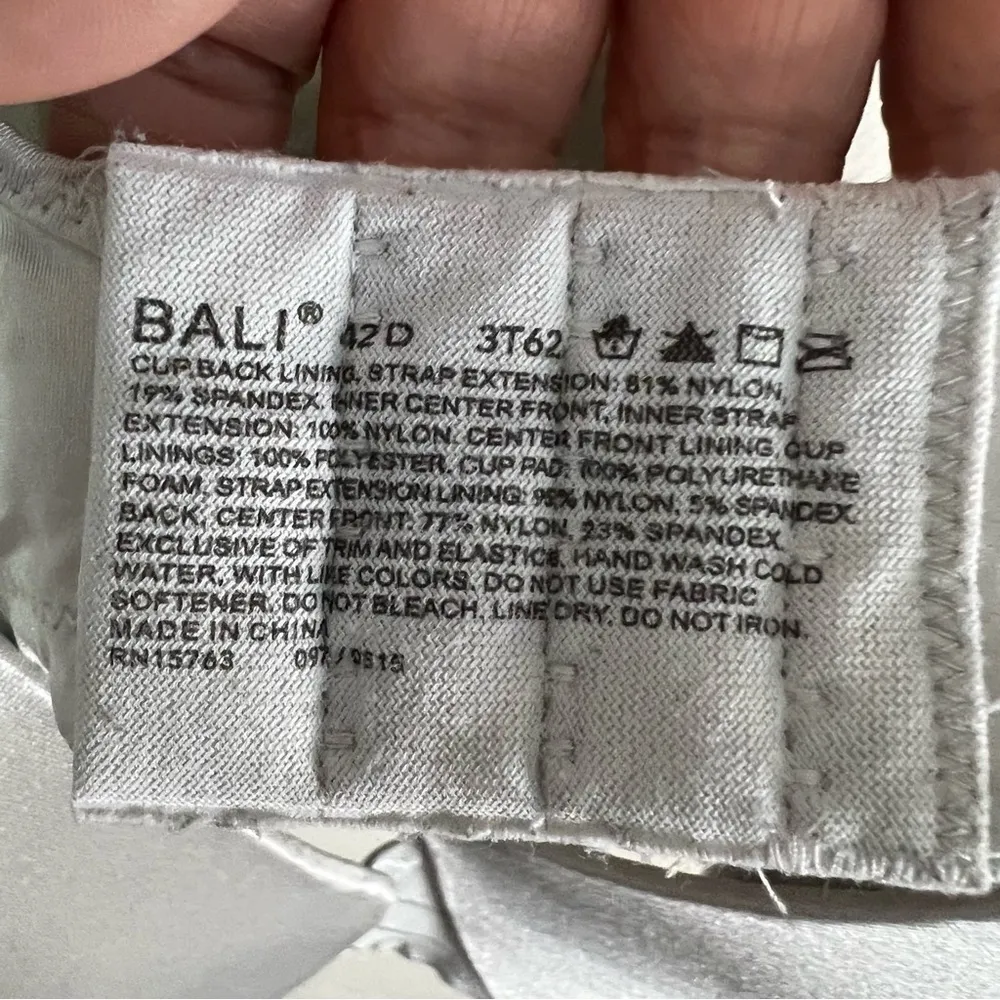 BALI® 42D 3T62
CUP BACK LINING, STRAP EXTENSION: 81% NYLON,
19% SPANDEX. INNER CENTER FRONT, INNER STRAP
EXTENSION: 100% NYLON. CENTER FRONT LINING, CUP
LININGS: 100% POLYESTER. CUP PAD: 100% POLYURETHANE
FOAM. STRAP EXTENSION LINING: 95% NYLON, 5% SPANDEX.
BACK, CENTER FRONT: 77% NYLON, 23% SPANDEX.
EXCLUSIVE OF TRIM AND ELASTICS. HAND WASH COLD
WATER, WITH LIKE COLORS. DO NOT USE FABRIC
SOFTENER. DO NOT BLEACH. LINE DRY. DO NOT IRON.
MADE IN CHINA
RN15763